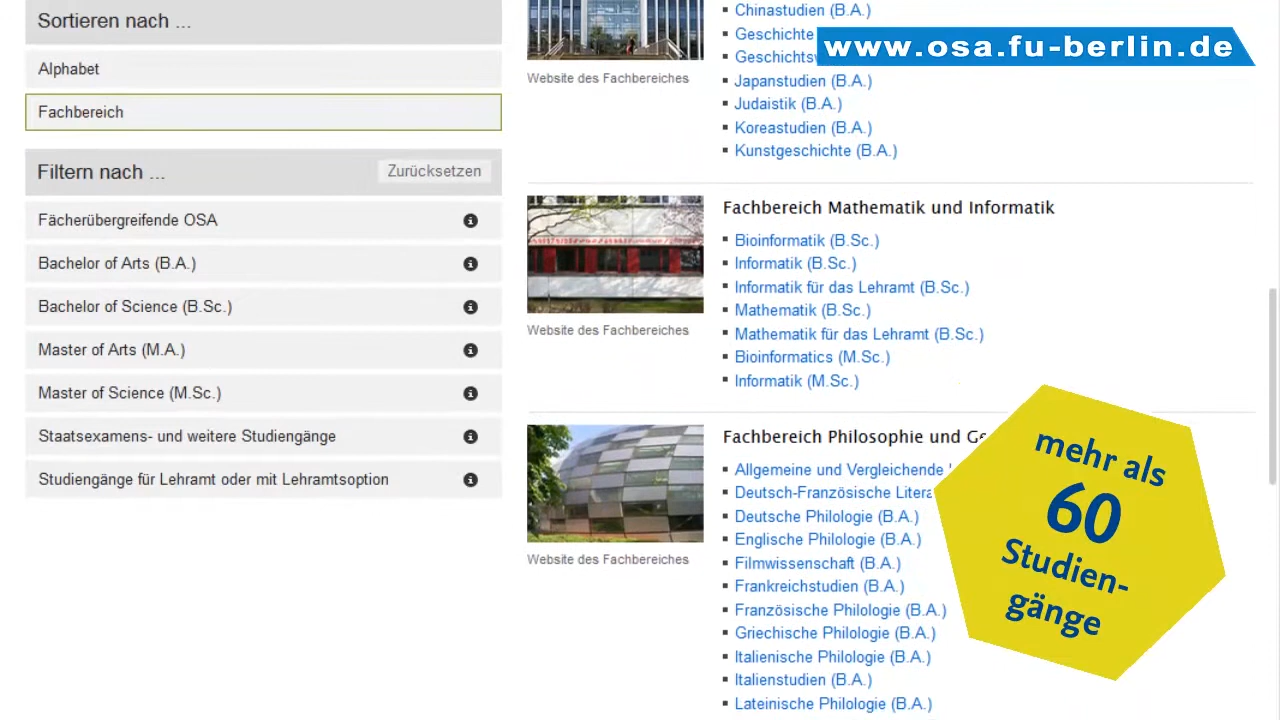 Sortieren nach ...
Alphabet
Fachbereich
Filtern nach ...
Zurücksetzen
Fächerübergreifende OSA
Bachelor of Arts (B.A.)
Bachelor of Science (B.Sc.)
Master of Arts (M.A.)
Master of Science (M.Sc.)
Staatsexamens- und weitere Studiengänge
Studiengänge für Lehramt oder mit Lehramtsoption
Website des Fachbereiches
Chinastudien (B.A.)
Geschichte
www.osa.fu-berlin.de
Japanstudien (B.A.)
Judaistik (B.A.)
Koreastudien (B.A.)
Kunstgeschichte (B.A.)
Website des Fachbereiches
Fachbereich Mathematik und Informatik
Bioinformatik (B.Sc.)
Informatik (B.Sc.)
Informatik für das Lehramt (B.Sc.)
Mathematik (B.Sc.)
Mathematik für das Lehramt (B.Sc.)
Bioinformatics (M.Sc.)
Informatik (M.Sc.)
Website des Fachbereiches
Fachbereich Philosophie und
Allgemeine und Vergleichende
Deutsch-Französische
Deutsche Philologie (B.A.)
Englische Philologie (B.A.)
Filmwissenschaft (B.A.)
Frankreichstudien (B.A.)
Französische Philologie (B.A.)
Griechische Philologie (B.A.)
Italienische Philologie (B.A.)
Italienstudien (B.A.)
Lateinische Philologie (B.A.)
mehr als
60
Studien-
gänge